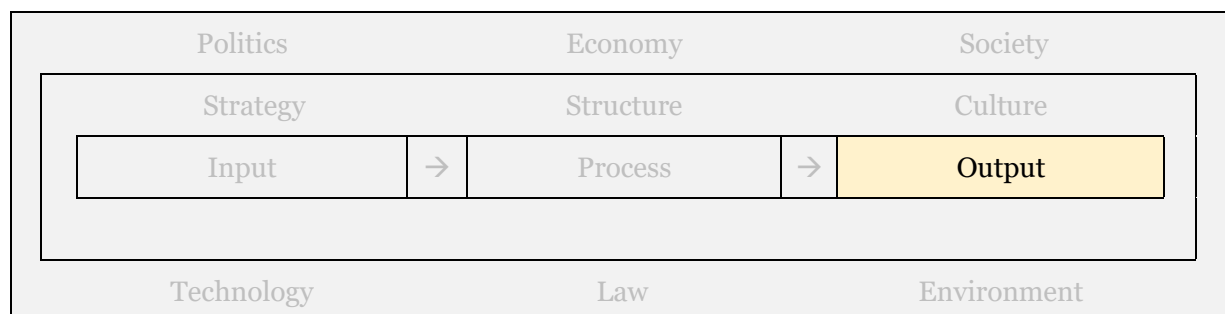 Politics Economy Society
Strategy Structure Culture
Input → Process → Output
Technology Law Environment